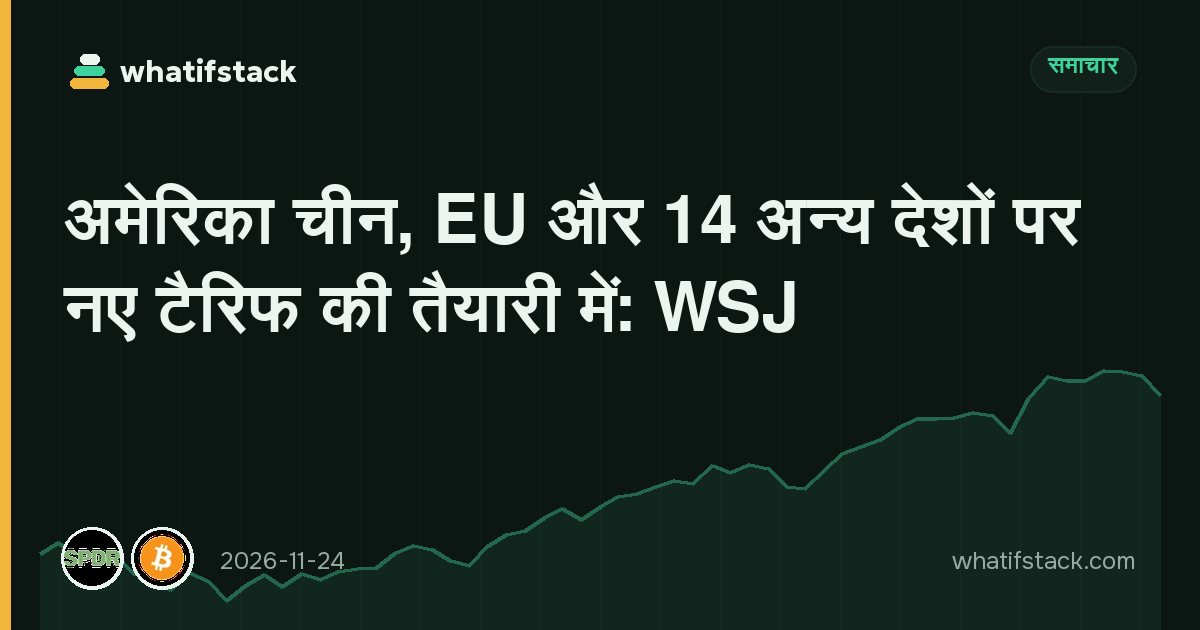 whatifstack
समाचार
अमेरिका चीन, EU और 14 अन्य देशों पर
नए टैरिफ की तैयारी में: WSJ
SPDR
2026-11-24
whatifstack.com